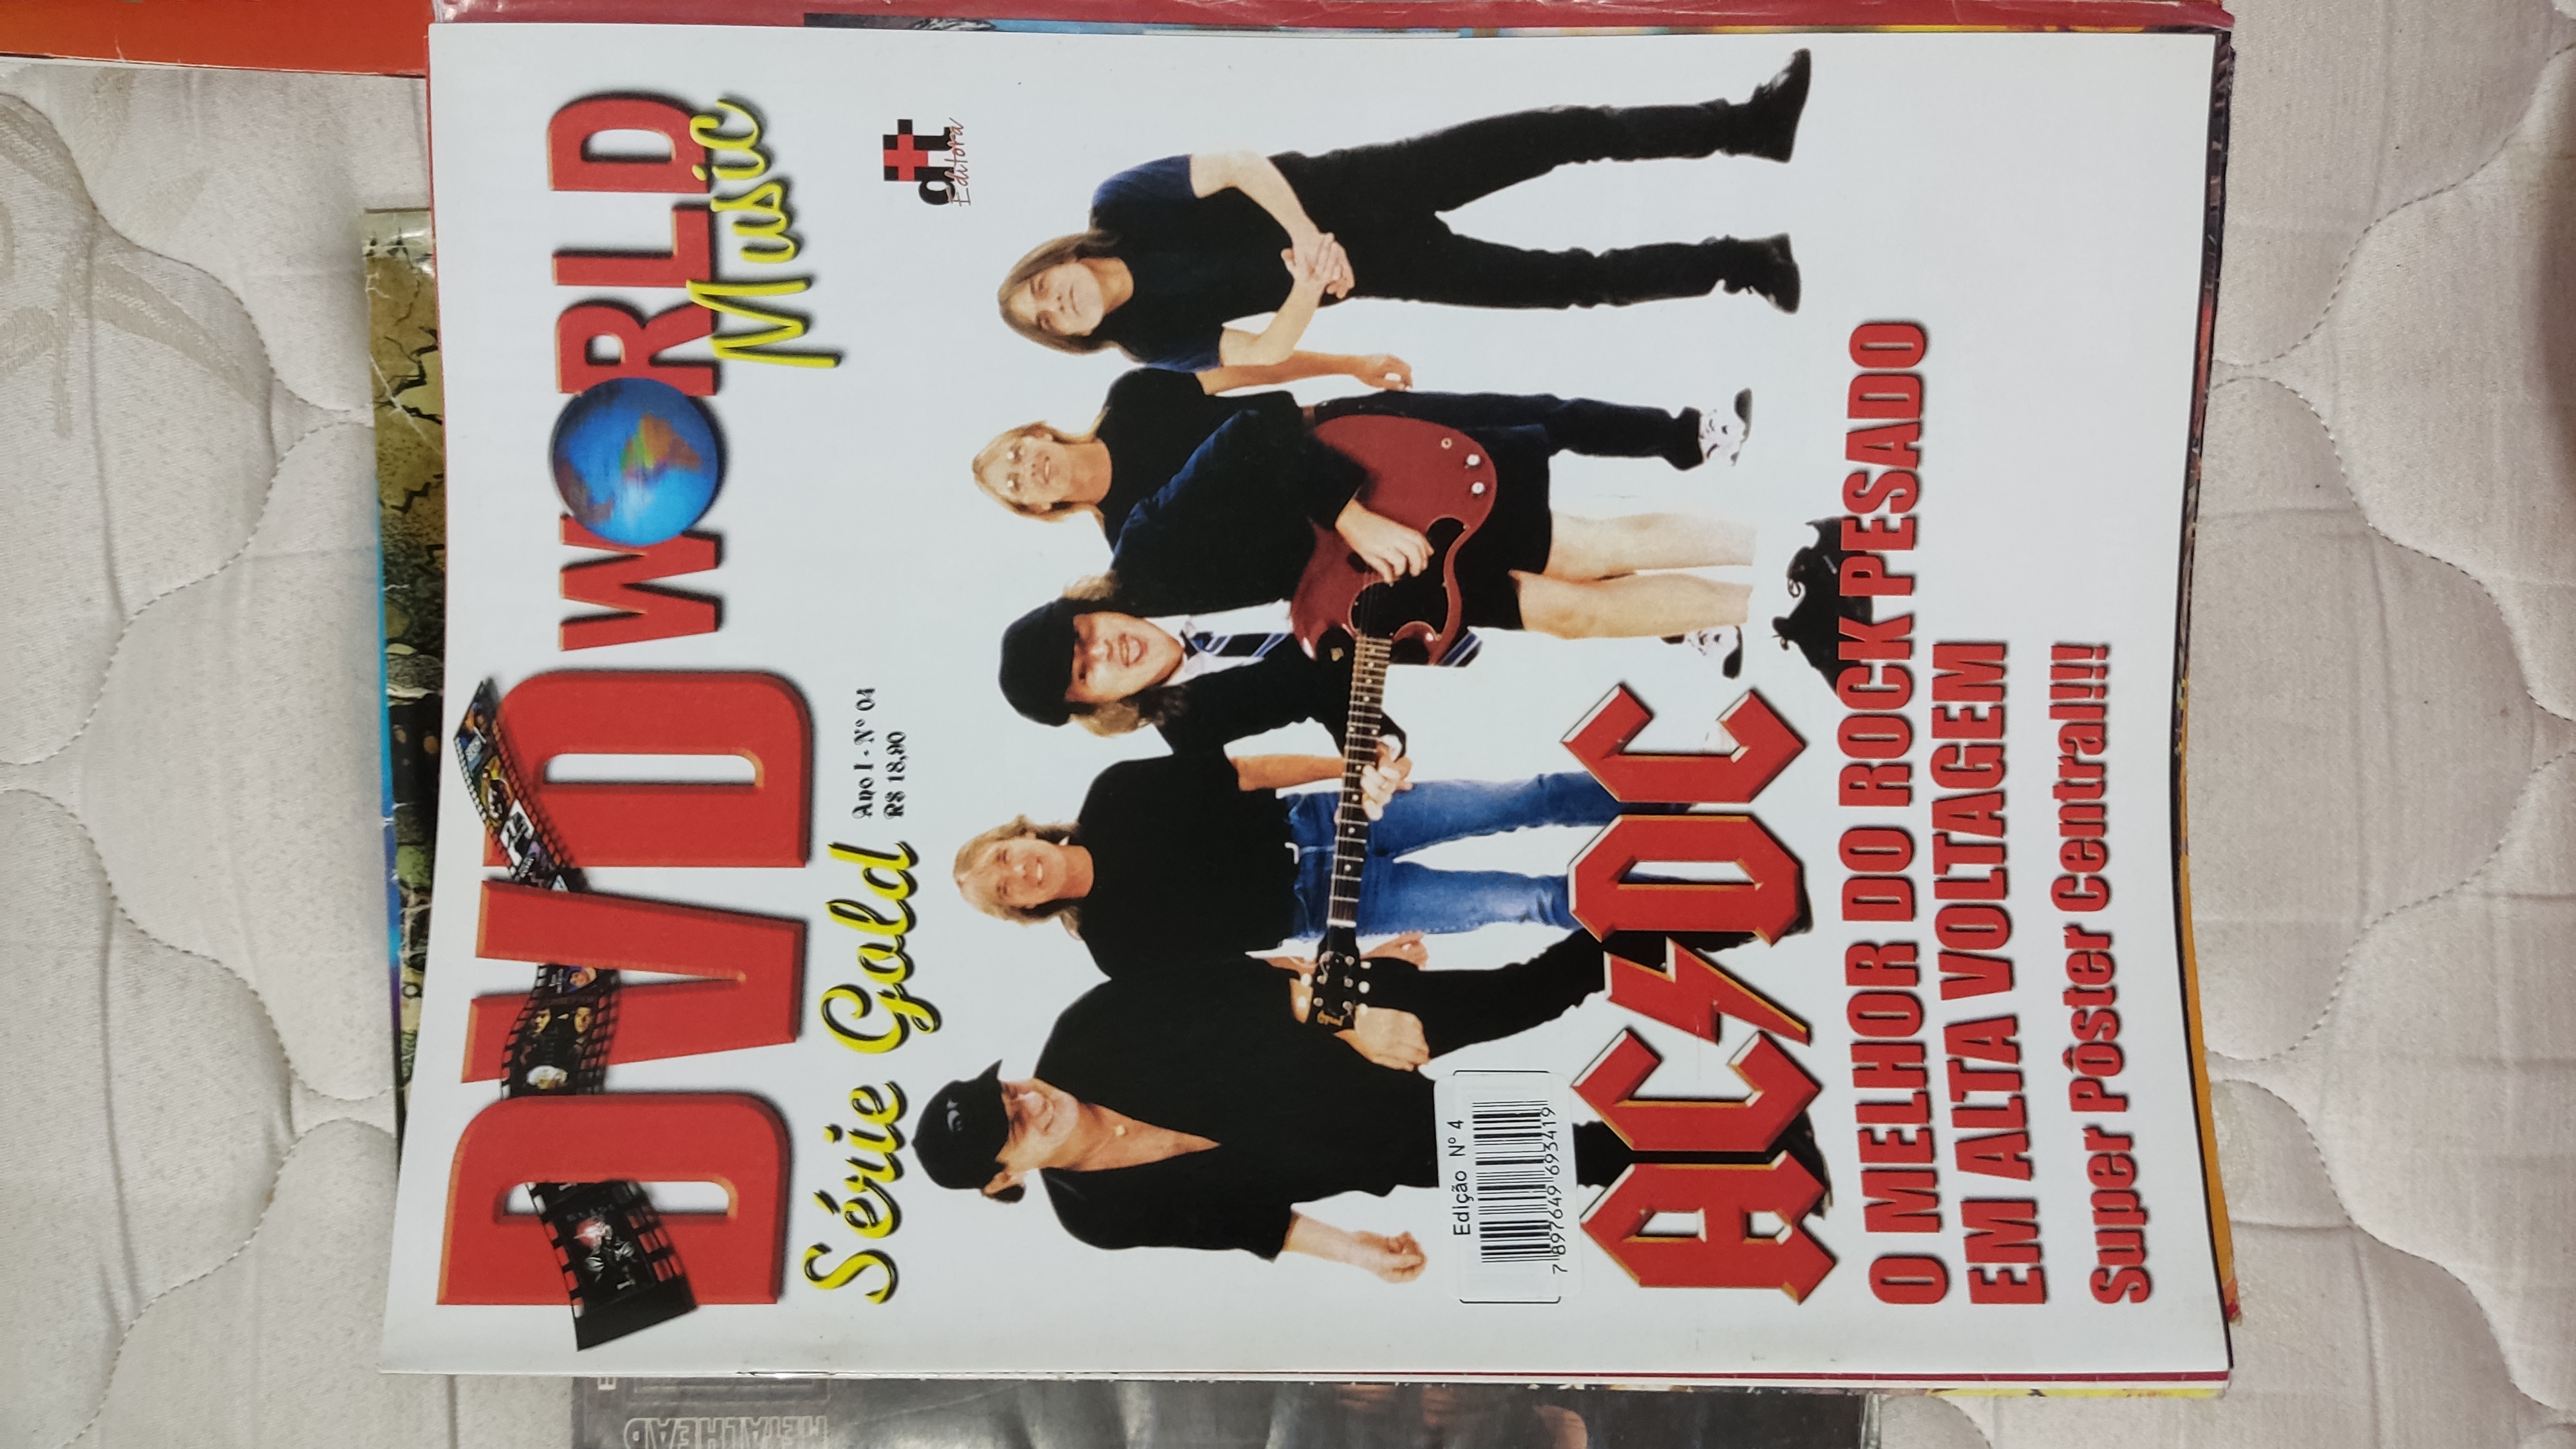 DVD WORLD
Music
Série Gold
Ano I - Nº 04
R$ 18,90
d+t
Editora
METALHEAD
Edição Nº 4
7 897649 693419
AC/DC
O MELHOR DO ROCK PESADO
EM ALTA VOLTAGEM
Super Pôster Central!!!